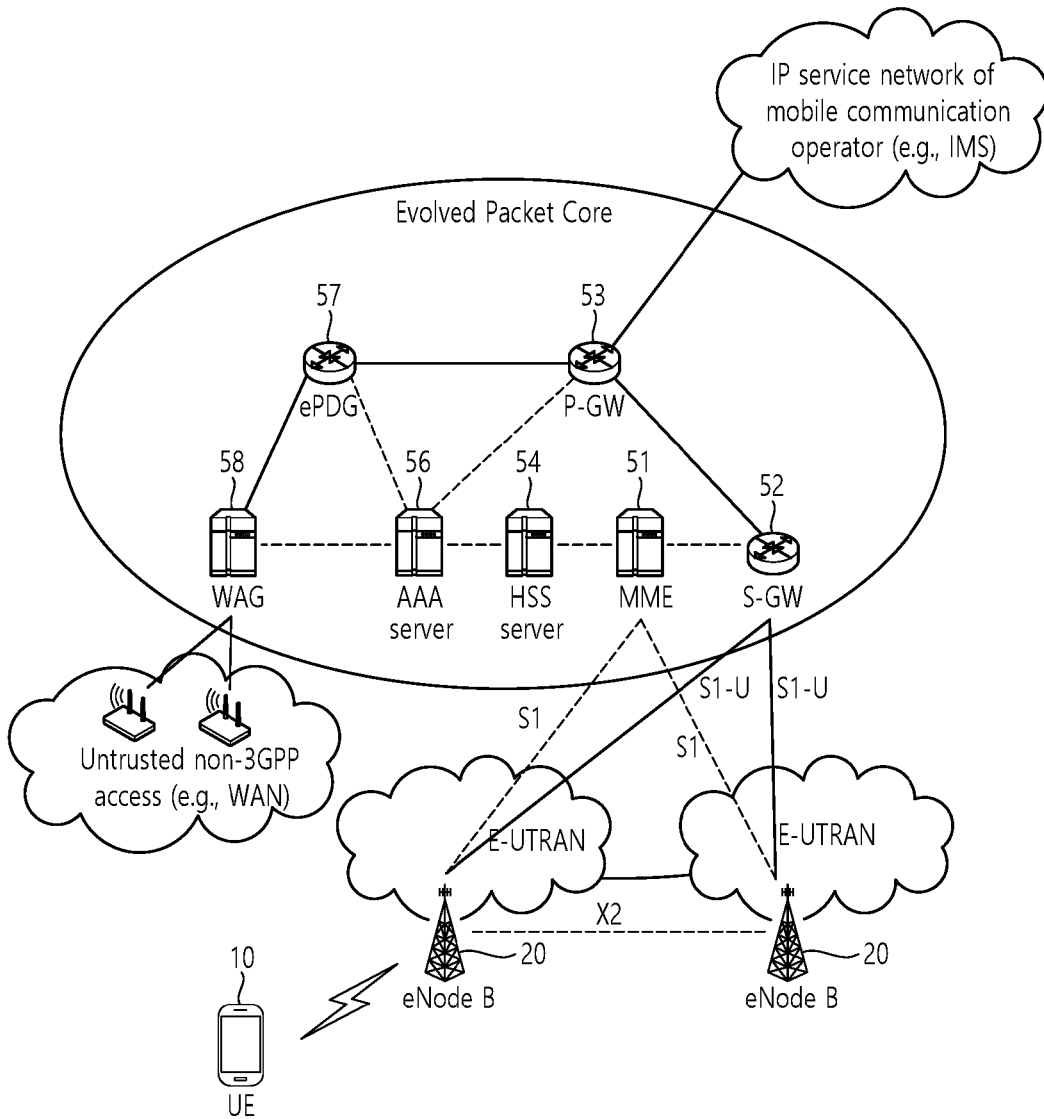 IP service network of
mobile communication
operator (e.g., IMS)
Evolved Packet Core
57
53
ePDG
P-GW
58
56
54
51
52
WAG
AAA
server
HSS
server
MME
S-GW
S1
S1-U
S1-U
S1
Untrusted non-3GPP
access (e.g., WAN)
E-UTRAN
E-UTRAN
X2
20
20
eNode B
eNode B
10
UE